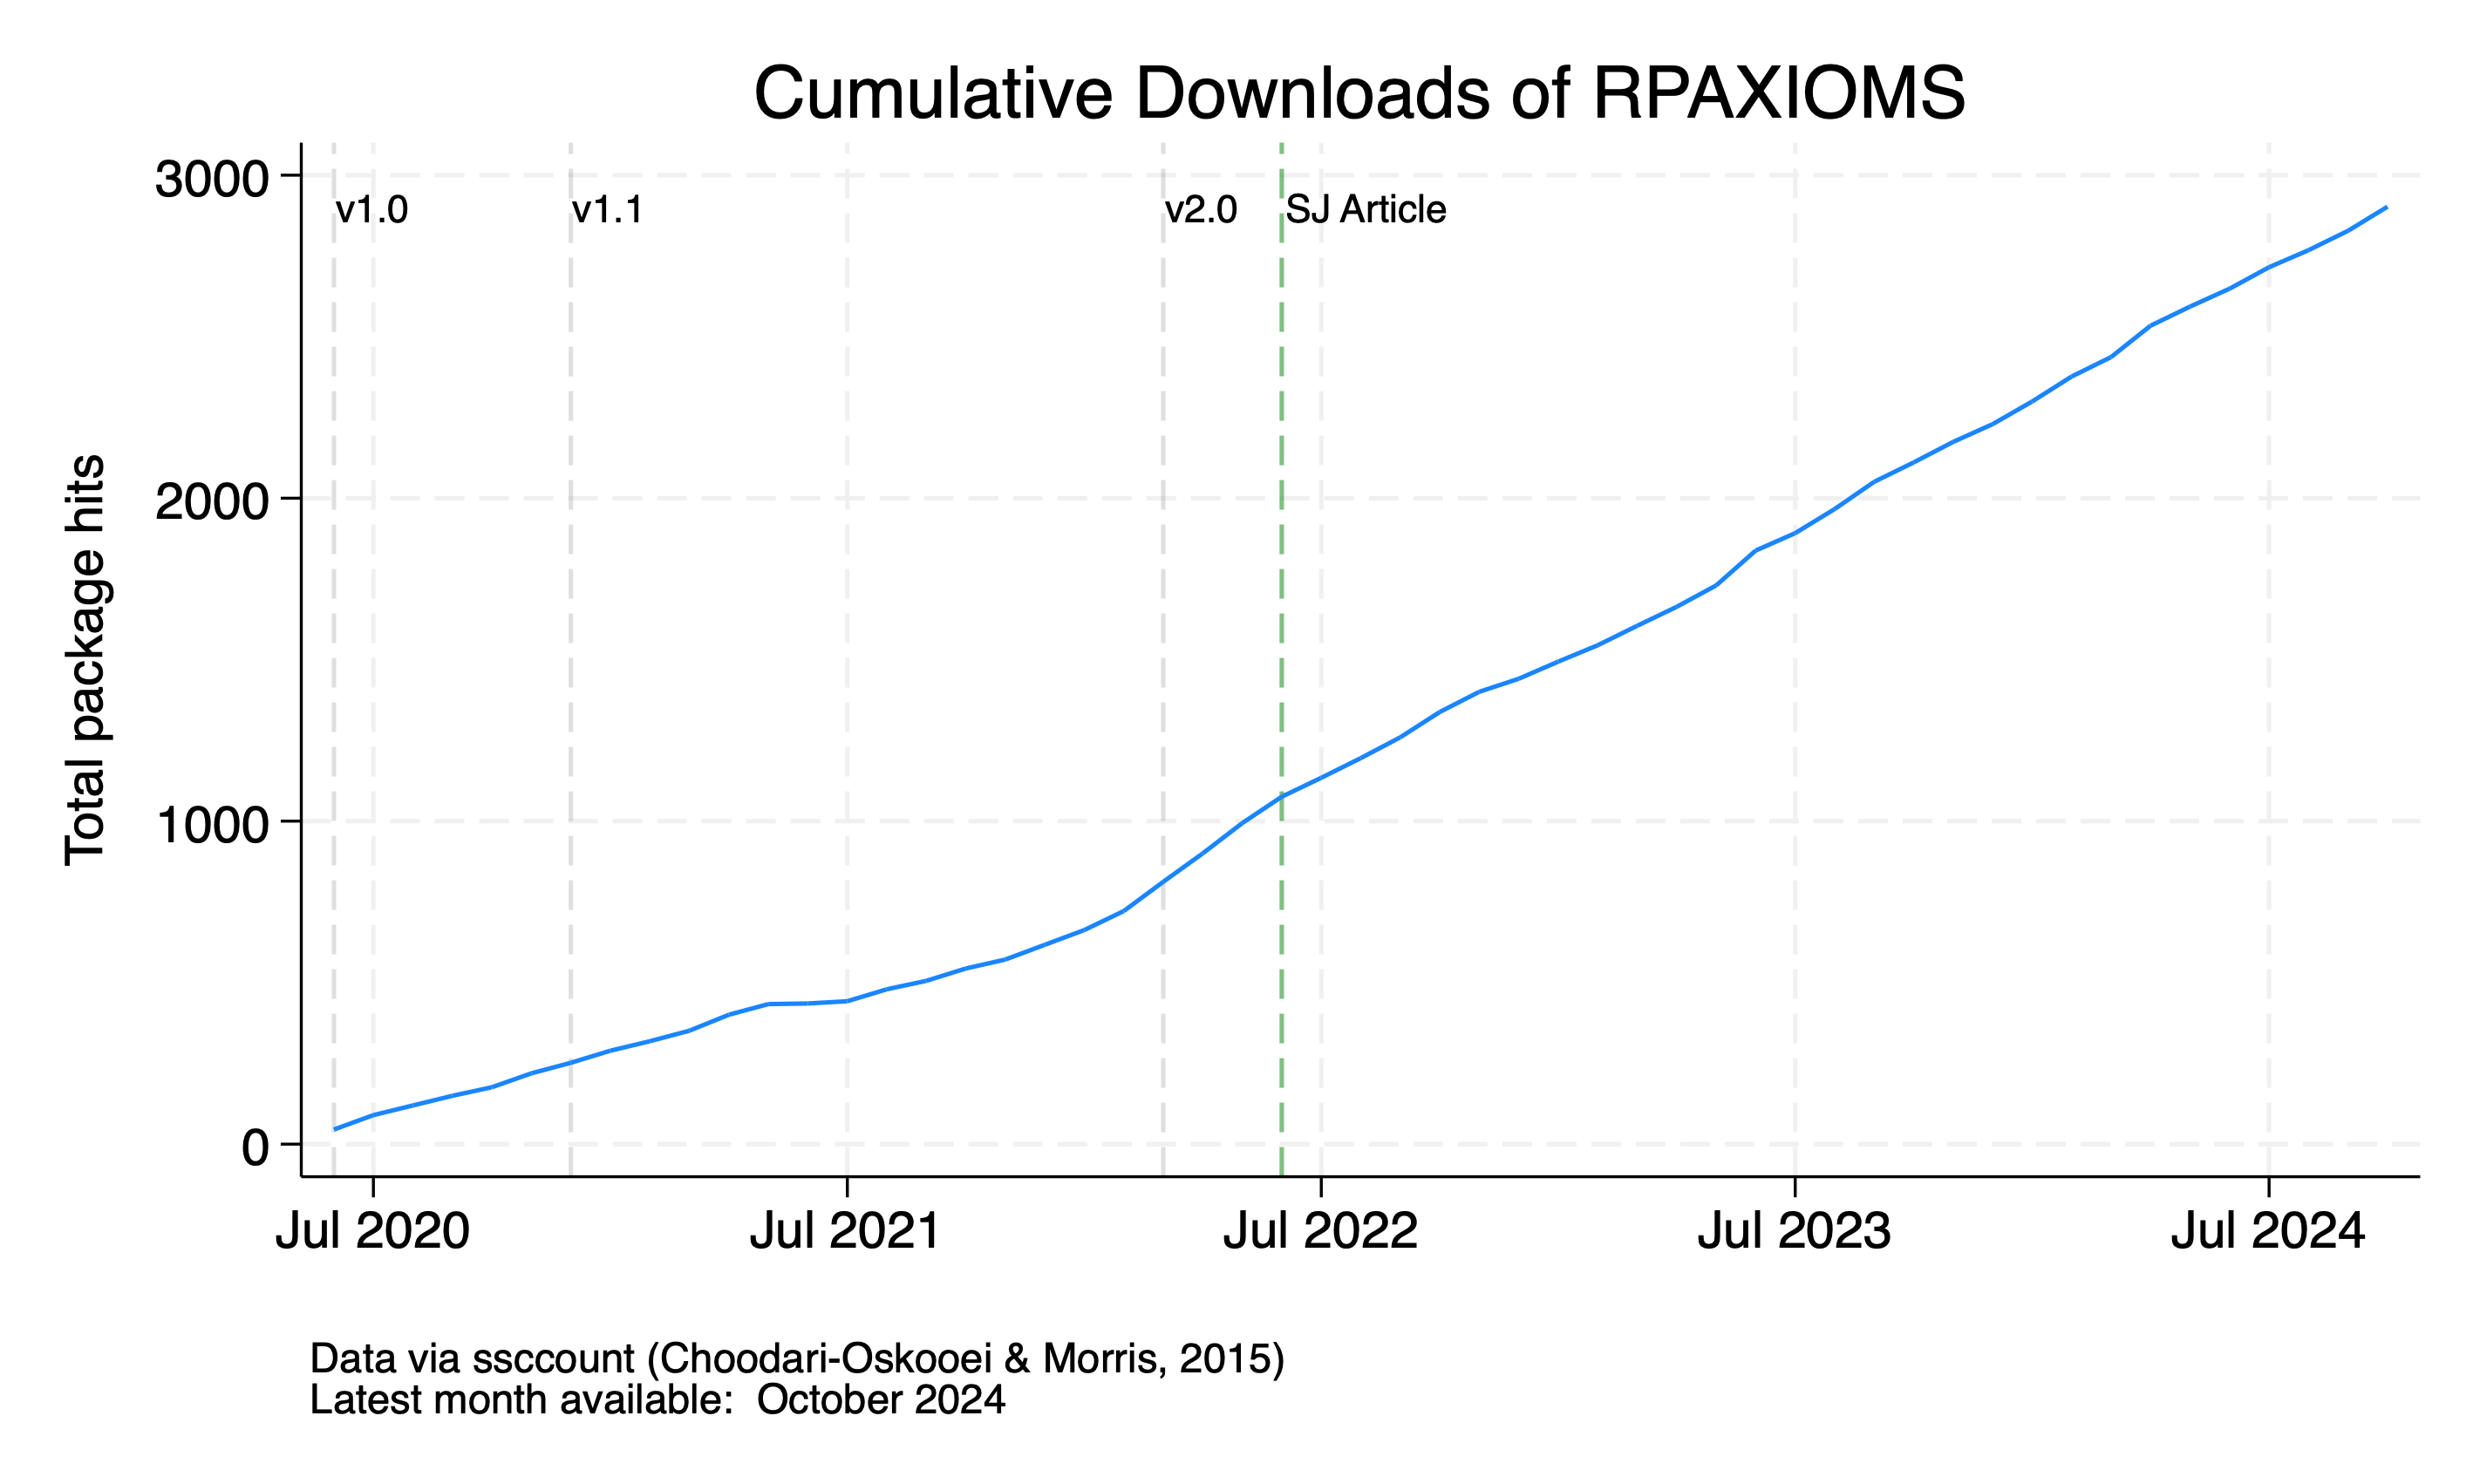 Cumulative Downloads of RPAXIOMS
3000
2000
1000
0
Total package hits
v1.0
v1.1
v2.0
SJ Article
Jul 2020
Jul 2021
Jul 2022
Jul 2023
Jul 2024
Data via ssccount (Choodari-Oskooei & Morris, 2015)
Latest month available:  October 2024